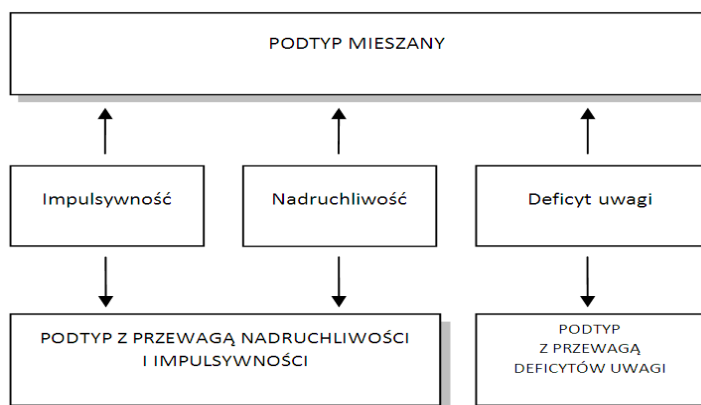 PODTYP MIESZANY
Impulsywność
Nadruchliwość
Deficyt uwagi
PODTYP Z PRZEWAGĄ NADRUCHLIWOŚCI
I IMPULSYWNOŚCI
PODTYP
Z PRZEWAGĄ
DEFICYTÓW UWAGI